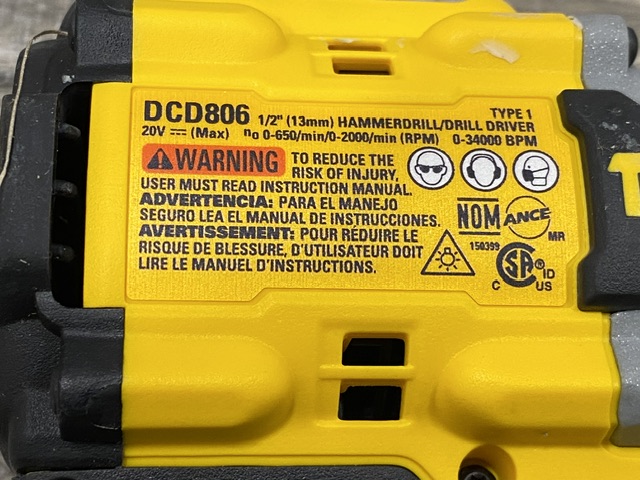 DCD806 1/2" (13mm) HAMMERDRILL/DRILL DRIVER TYPE 1
20V ⎓ (Max) n₀ 0-650/min/0-2000/min (RPM) 0-34000 BPM
WARNING TO REDUCE THE
RISK OF INJURY,
USER MUST READ INSTRUCTION MANUAL.
ADVERTENCIA: PARA EL MANEJO
SEGURO LEA EL MANUAL DE INSTRUCCIONES.
AVERTISSEMENT: POUR RÉDUIRE LE
RISQUE DE BLESSURE, D'UTILISATEUR DOIT
LIRE LE MANUEL D'INSTRUCTIONS.
NOM ANCE
150399 MR
C SA ® ID
C US